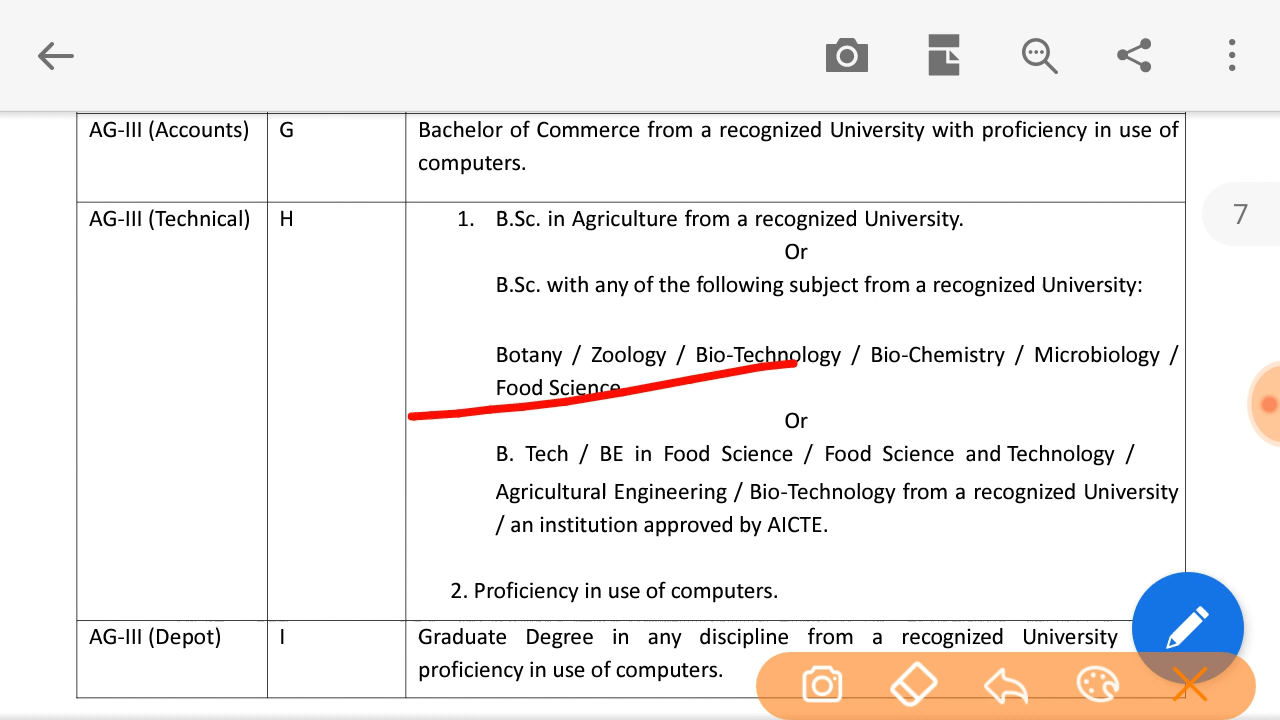 AG-III (Accounts) G Bachelor of Commerce from a recognized University with proficiency in use of
computers.
7
AG-III (Technical) H 1. B.Sc. in Agriculture from a recognized University.
Or
B.Sc. with any of the following subject from a recognized University:
Botany / Zoology / Bio-Technology / Bio-Chemistry / Microbiology /
Food Science
Or
B. Tech / BE in Food Science / Food Science and Technology /
Agricultural Engineering / Bio-Technology from a recognized University
/ an institution approved by AICTE.
2. Proficiency in use of computers.
AG-III (Depot) I Graduate Degree in any discipline from a recognized University
proficiency in use of computers.